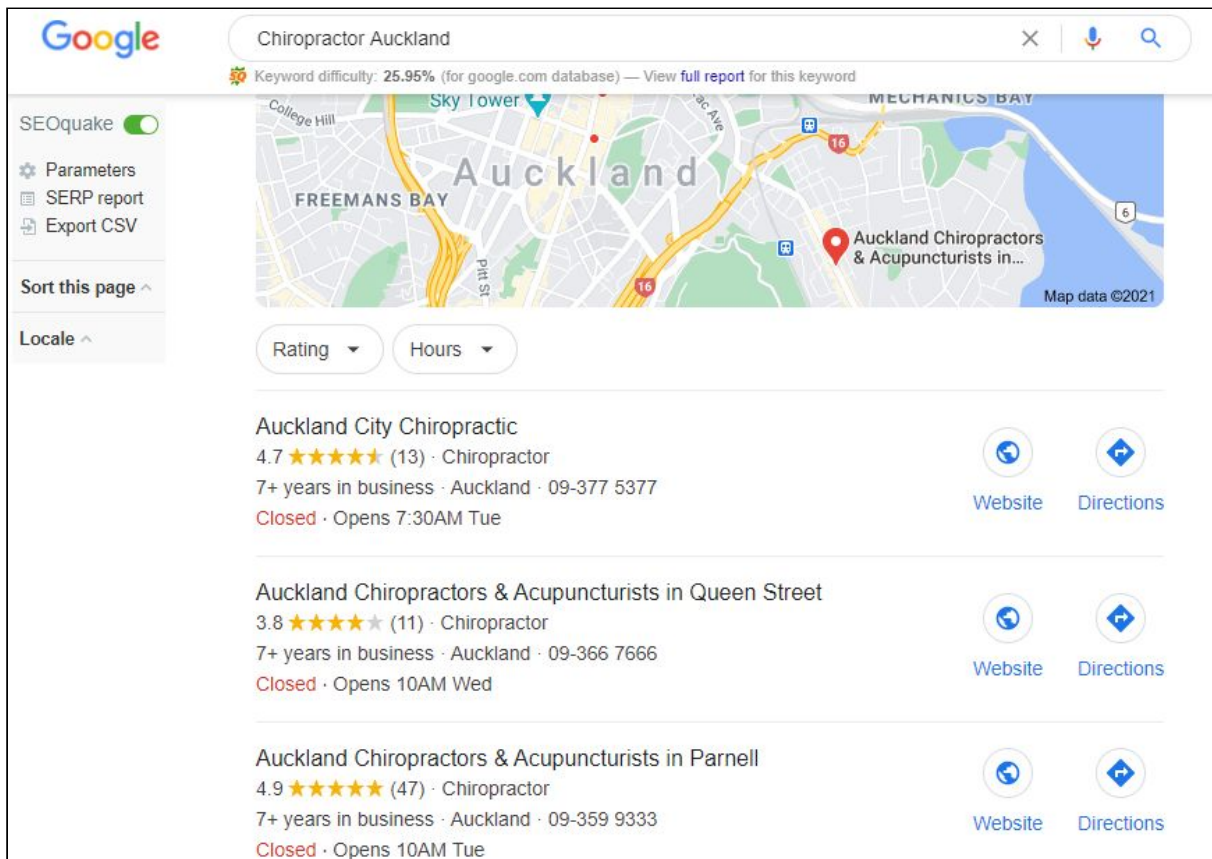 Google
Chiropractor Auckland
Keyword difficulty: 25.95% (for google.com database) — View full report for this keyword
SEOquake
Parameters
SERP report
Export CSV
Sort this page
Locale
College Hill
Sky Tower
ac Ave
MECHANICS BAY
16
Auckland
FREEMANS BAY
6
Pitt St
Auckland Chiropractors
& Acupuncturists in...
16
Map data ©2021
Rating
Hours
Auckland City Chiropractic
4.7 (13) · Chiropractor
7+ years in business · Auckland · 09-377 5377
Closed · Opens 7:30AM Tue
Website Directions
Auckland Chiropractors & Acupuncturists in Queen Street
3.8 (11) · Chiropractor
7+ years in business · Auckland · 09-366 7666
Closed · Opens 10AM Wed
Website Directions
Auckland Chiropractors & Acupuncturists in Parnell
4.9 (47) · Chiropractor
7+ years in business · Auckland · 09-359 9333
Closed · Opens 10AM Tue
Website Directions